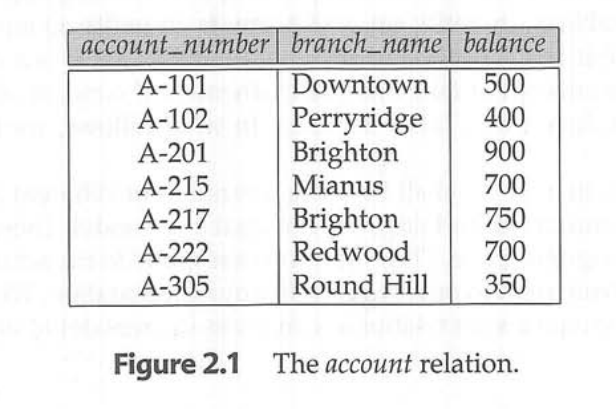 account_number branch_name balance
A-101 Downtown 500
A-102 Perryridge 400
A-201 Brighton 900
A-215 Mianus 700
A-217 Brighton 750
A-222 Redwood 700
A-305 Round Hill 350
Figure 2.1 The account relation.